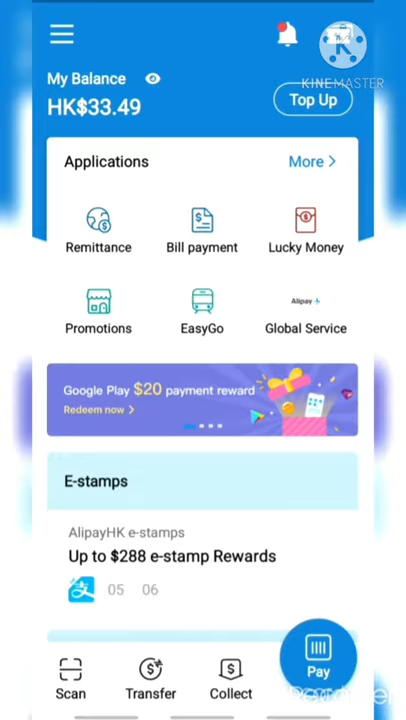 K
KINEMASTER
My Balance
HK$33.49
Top Up
Applications
More >
Remittance
Bill payment
Lucky Money
Alipay
Promotions
EasyGo
Global Service
Google Play $20 payment reward
Redeem now >
E-stamps
AlipayHK e-stamps
Up to $288 e-stamp Rewards
支 05 06
Pay
Scan
Transfer
Collect